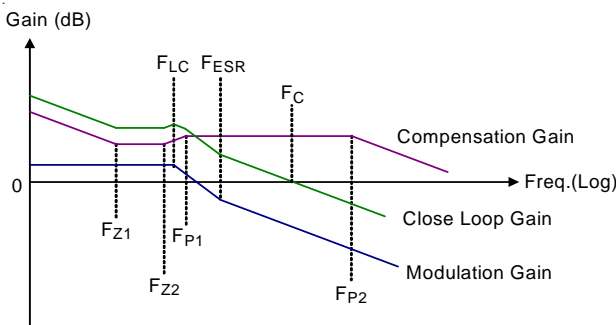 Gain (dB)
FLC
FESR
FC
Compensation Gain
0
Freq.(Log)
Close Loop Gain
FZ1
FP1
Modulation Gain
FZ2
FP2